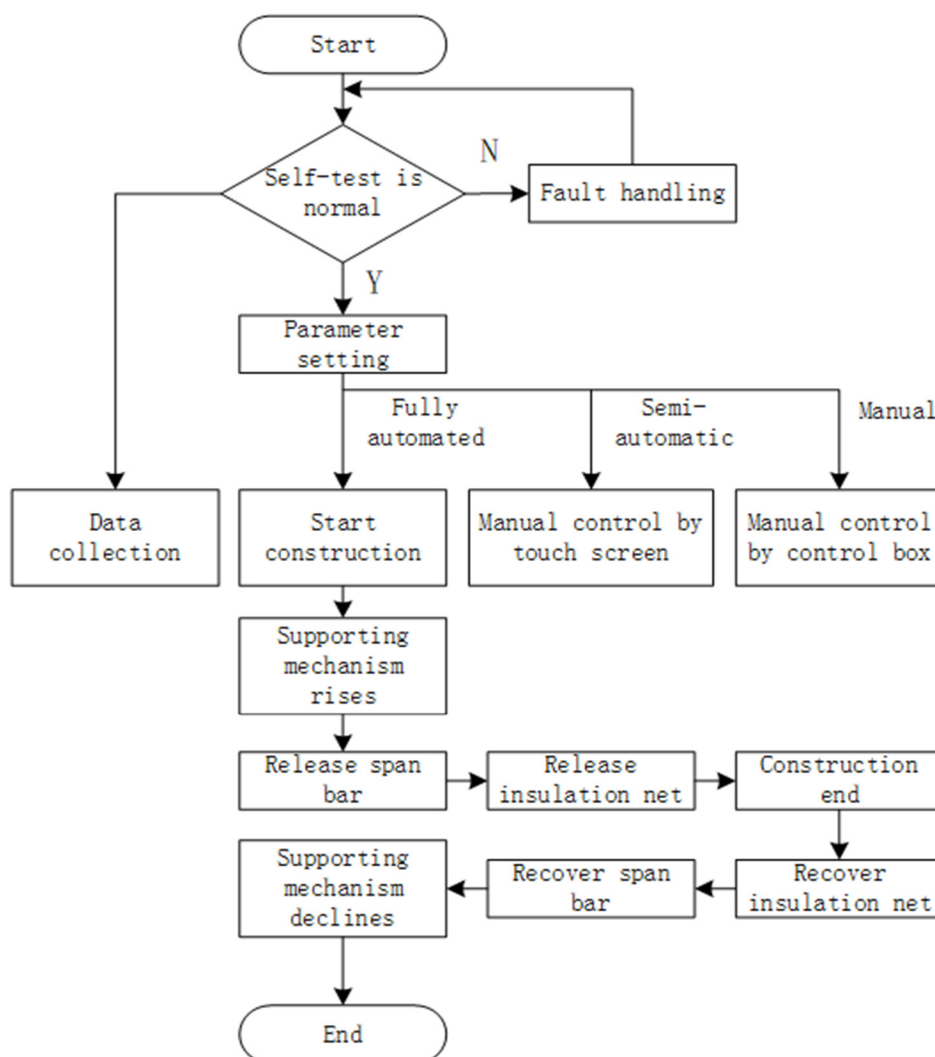 Start
N
Self-test is
normal
Fault handling
Y
Parameter
setting
Fully
automated
Semi-
automatic
Manual
Data
collection
Start
construction
Manual control by
touch screen
Manual control
by control box
Supporting
mechanism
rises
Release span
bar
Release
insulation net
Construction
end
Supporting
mechanism
declines
Recover span
bar
Recover
insulation net
End